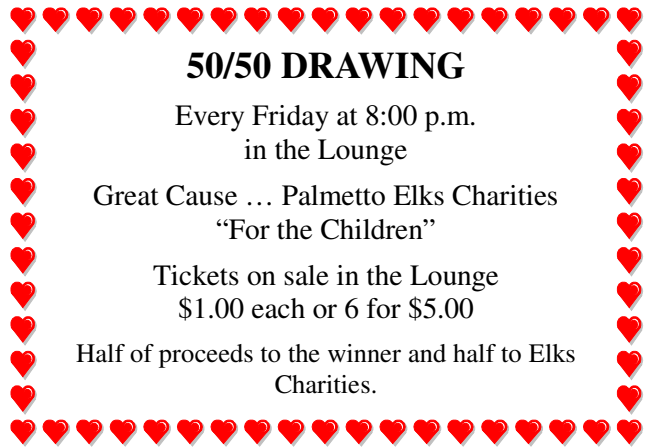 50/50 DRAWING
Every Friday at 8:00 p.m.
in the Lounge
Great Cause … Palmetto Elks Charities
“For the Children”
Tickets on sale in the Lounge
$1.00 each or 6 for $5.00
Half of proceeds to the winner and half to Elks
Charities.